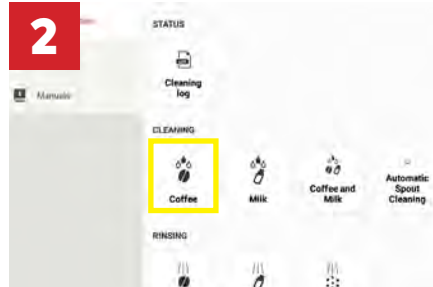 2
STATUS
Cleaning
log
Manuals
CLEANING
Coffee
Milk
Coffee and
Milk
Automatic
Spout
Cleaning
RINSING